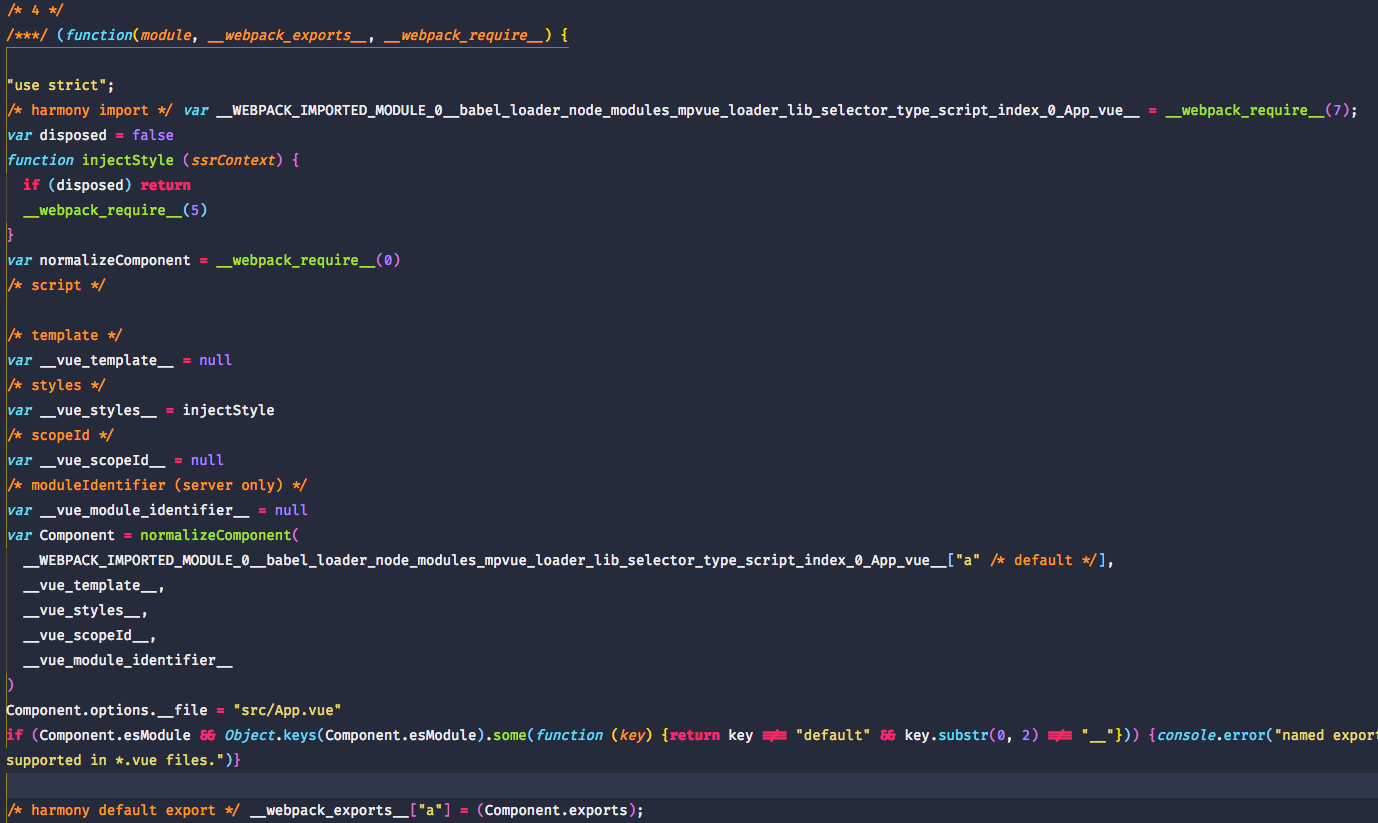 /* 4 */
/***/ (function(module, __webpack_exports__, __webpack_require__) {
"use strict";
/* harmony import */ var __WEBPACK_IMPORTED_MODULE_0__babel_loader_node_modules_mpvue_loader_lib_selector_type_script_index_0_App_vue__ = __webpack_require__(7);
var disposed = false
function injectStyle (ssrContext) {
  if (disposed) return
  __webpack_require__(5)
}
var normalizeComponent = __webpack_require__(0)
/* script */
/* template */
var __vue_template__ = null
/* styles */
var __vue_styles__ = injectStyle
/* scopeId */
var __vue_scopeId__ = null
/* moduleIdentifier (server only) */
var __vue_module_identifier__ = null
var Component = normalizeComponent(
  __WEBPACK_IMPORTED_MODULE_0__babel_loader_node_modules_mpvue_loader_lib_selector_type_script_index_0_App_vue__["a" /* default */],
  __vue_template__,
  __vue_styles__,
  __vue_scopeId__,
  __vue_module_identifier__
)
Component.options.__file = "src/App.vue"
if (Component.esModule && Object.keys(Component.esModule).some(function (key) {return key !== "default" && key.substr(0, 2) !== "__"})) {console.error("named export
supported in *.vue files.")}
/* harmony default export */ __webpack_exports__["a"] = (Component.exports);